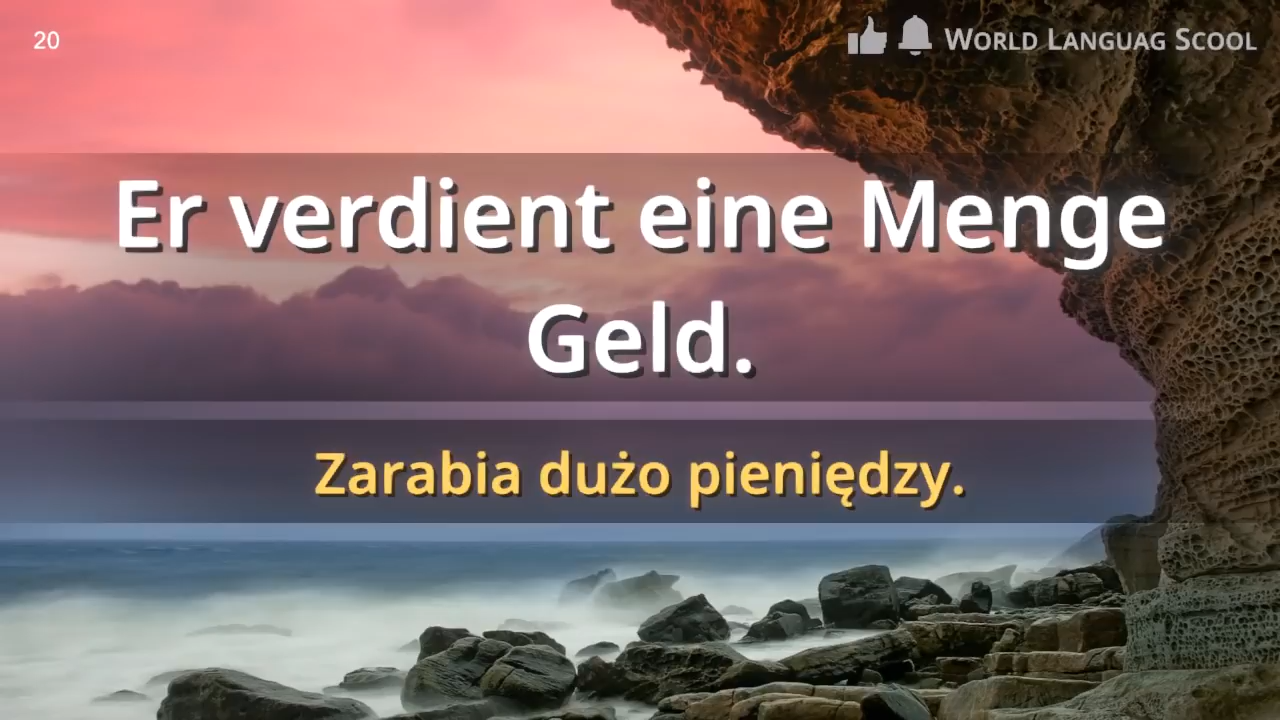 20
WORLD LANGUAG SCOOL
Er verdient eine Menge
Geld.
Zarabia dużo pieniędzy.